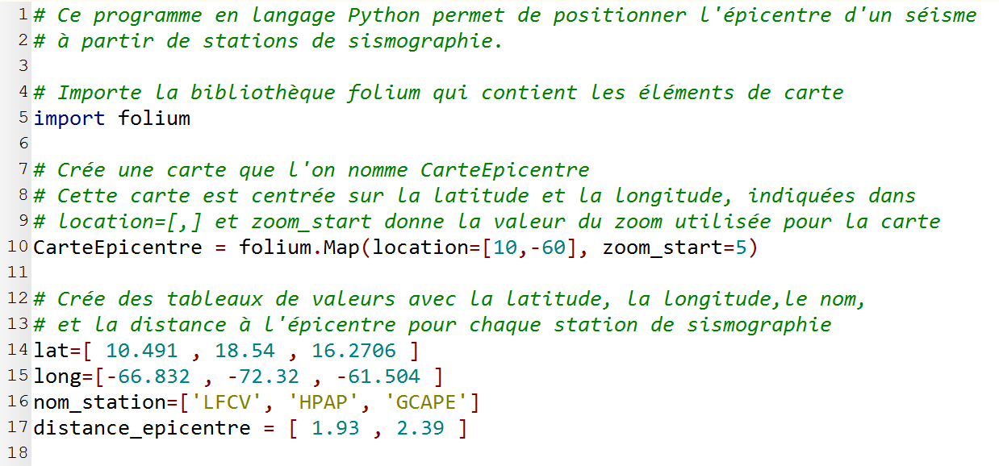 1 # Ce programme en langage Python permet de positionner l'épicentre d'un séisme
2 # à partir de stations de sismographie.
3
4 # Importe la bibliothèque folium qui contient les éléments de carte
5 import folium
6
7 # Crée une carte que l'on nomme CarteEpicentre
8 # Cette carte est centrée sur la latitude et la longitude, indiquées dans
9 # location=[,] et zoom_start donne la valeur du zoom utilisée pour la carte
10 CarteEpicentre = folium.Map(location=[10,-60], zoom_start=5)
11
12 # Crée des tableaux de valeurs avec la latitude, la longitude,le nom,
13 # et la distance à l'épicentre pour chaque station de sismographie
14 lat=[ 10.491 , 18.54 , 16.2706 ]
15 long=[-66.832 , -72.32 , -61.504 ]
16 nom_station=['LFCV', 'HPAP', 'GCAPE']
17 distance_epicentre = [ 1.93 , 2.39 ]
18